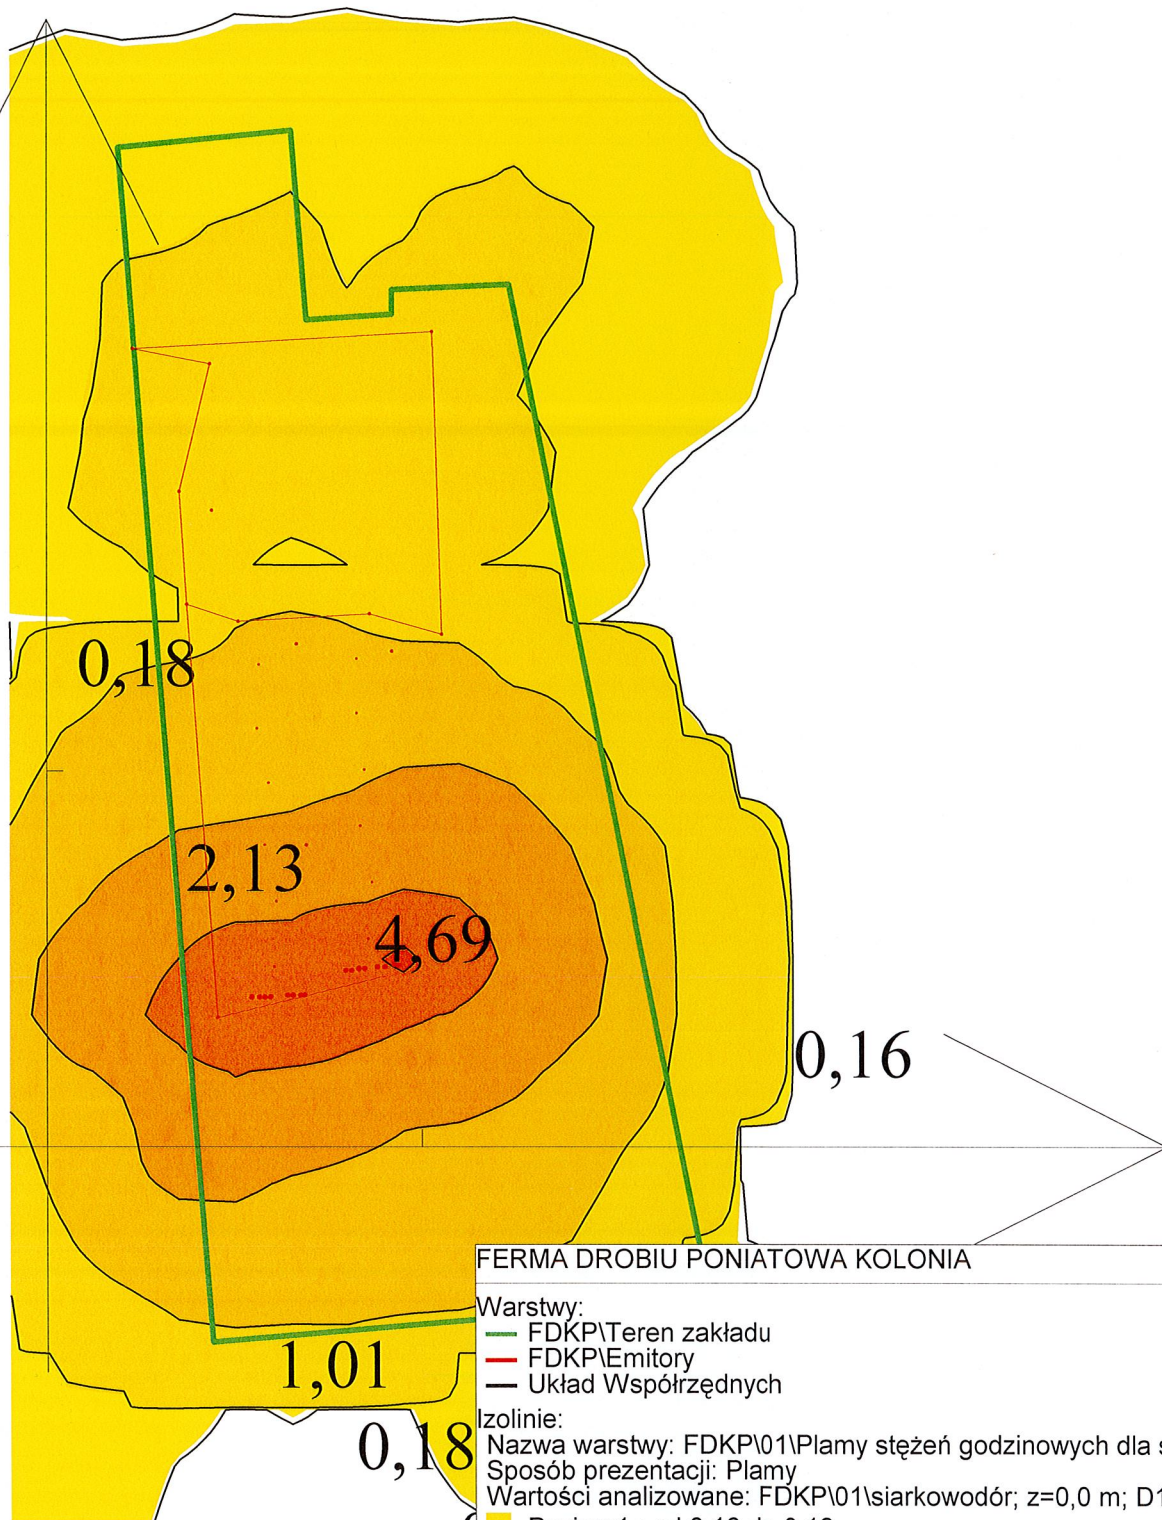 0,18
2,13
4,69
0,16
1,01
0,18
FERMA DROBIU PONIATOWA KOLONIA
Warstwy:
FDKP\Teren zakładu
FDKP\Emitory
Układ Współrzędnych
Izolinie:
Nazwa warstwy: FDKP\01\Plamy stężeń godzinowych dla
Sposób prezentacji: Plamy
Wartości analizowane: FDKP\01\siarkowodór; z=0,0 m; D1